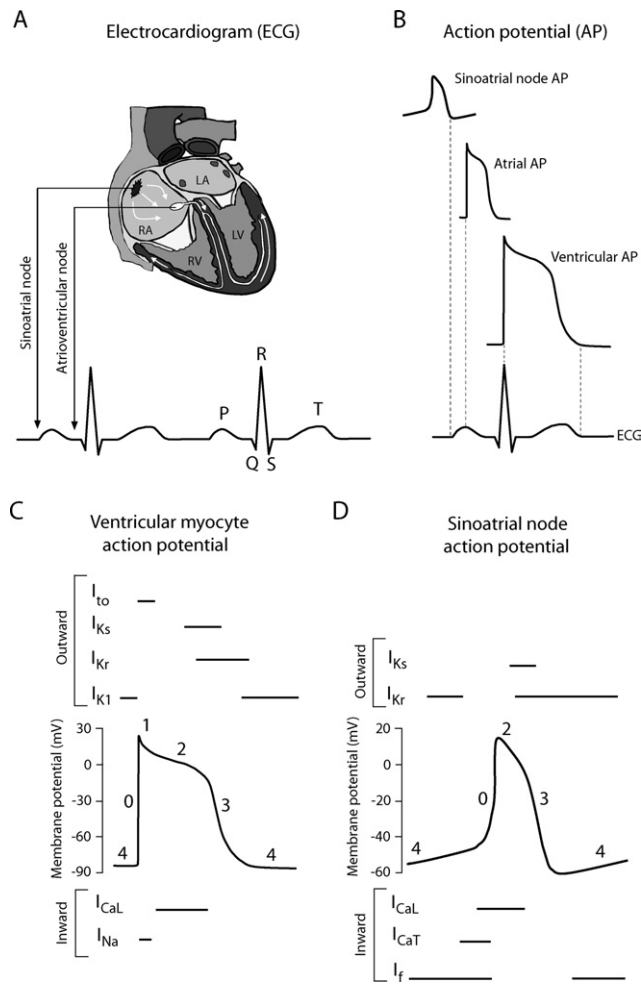 A
Electrocardiogram (ECG)
LA
RA
LV
RV
Sinoatrial node
Atrioventricular node
R
P
T
Q
S
B
Action potential (AP)
Sinoatrial node AP
Atrial AP
Ventricular AP
ECG
C
Ventricular myocyte
action potential
Outward
Ito
IKs
IKr
IK1
Membrane potential (mV)
30
0
-30
-60
-90
1
2
0
3
4
4
Inward
ICaL
INa
D
Sinoatrial node
action potential
Outward
IKs
IKr
Membrane potential (mV)
20
0
-20
-40
-60
2
0
3
4
4
Inward
ICaL
ICaT
If